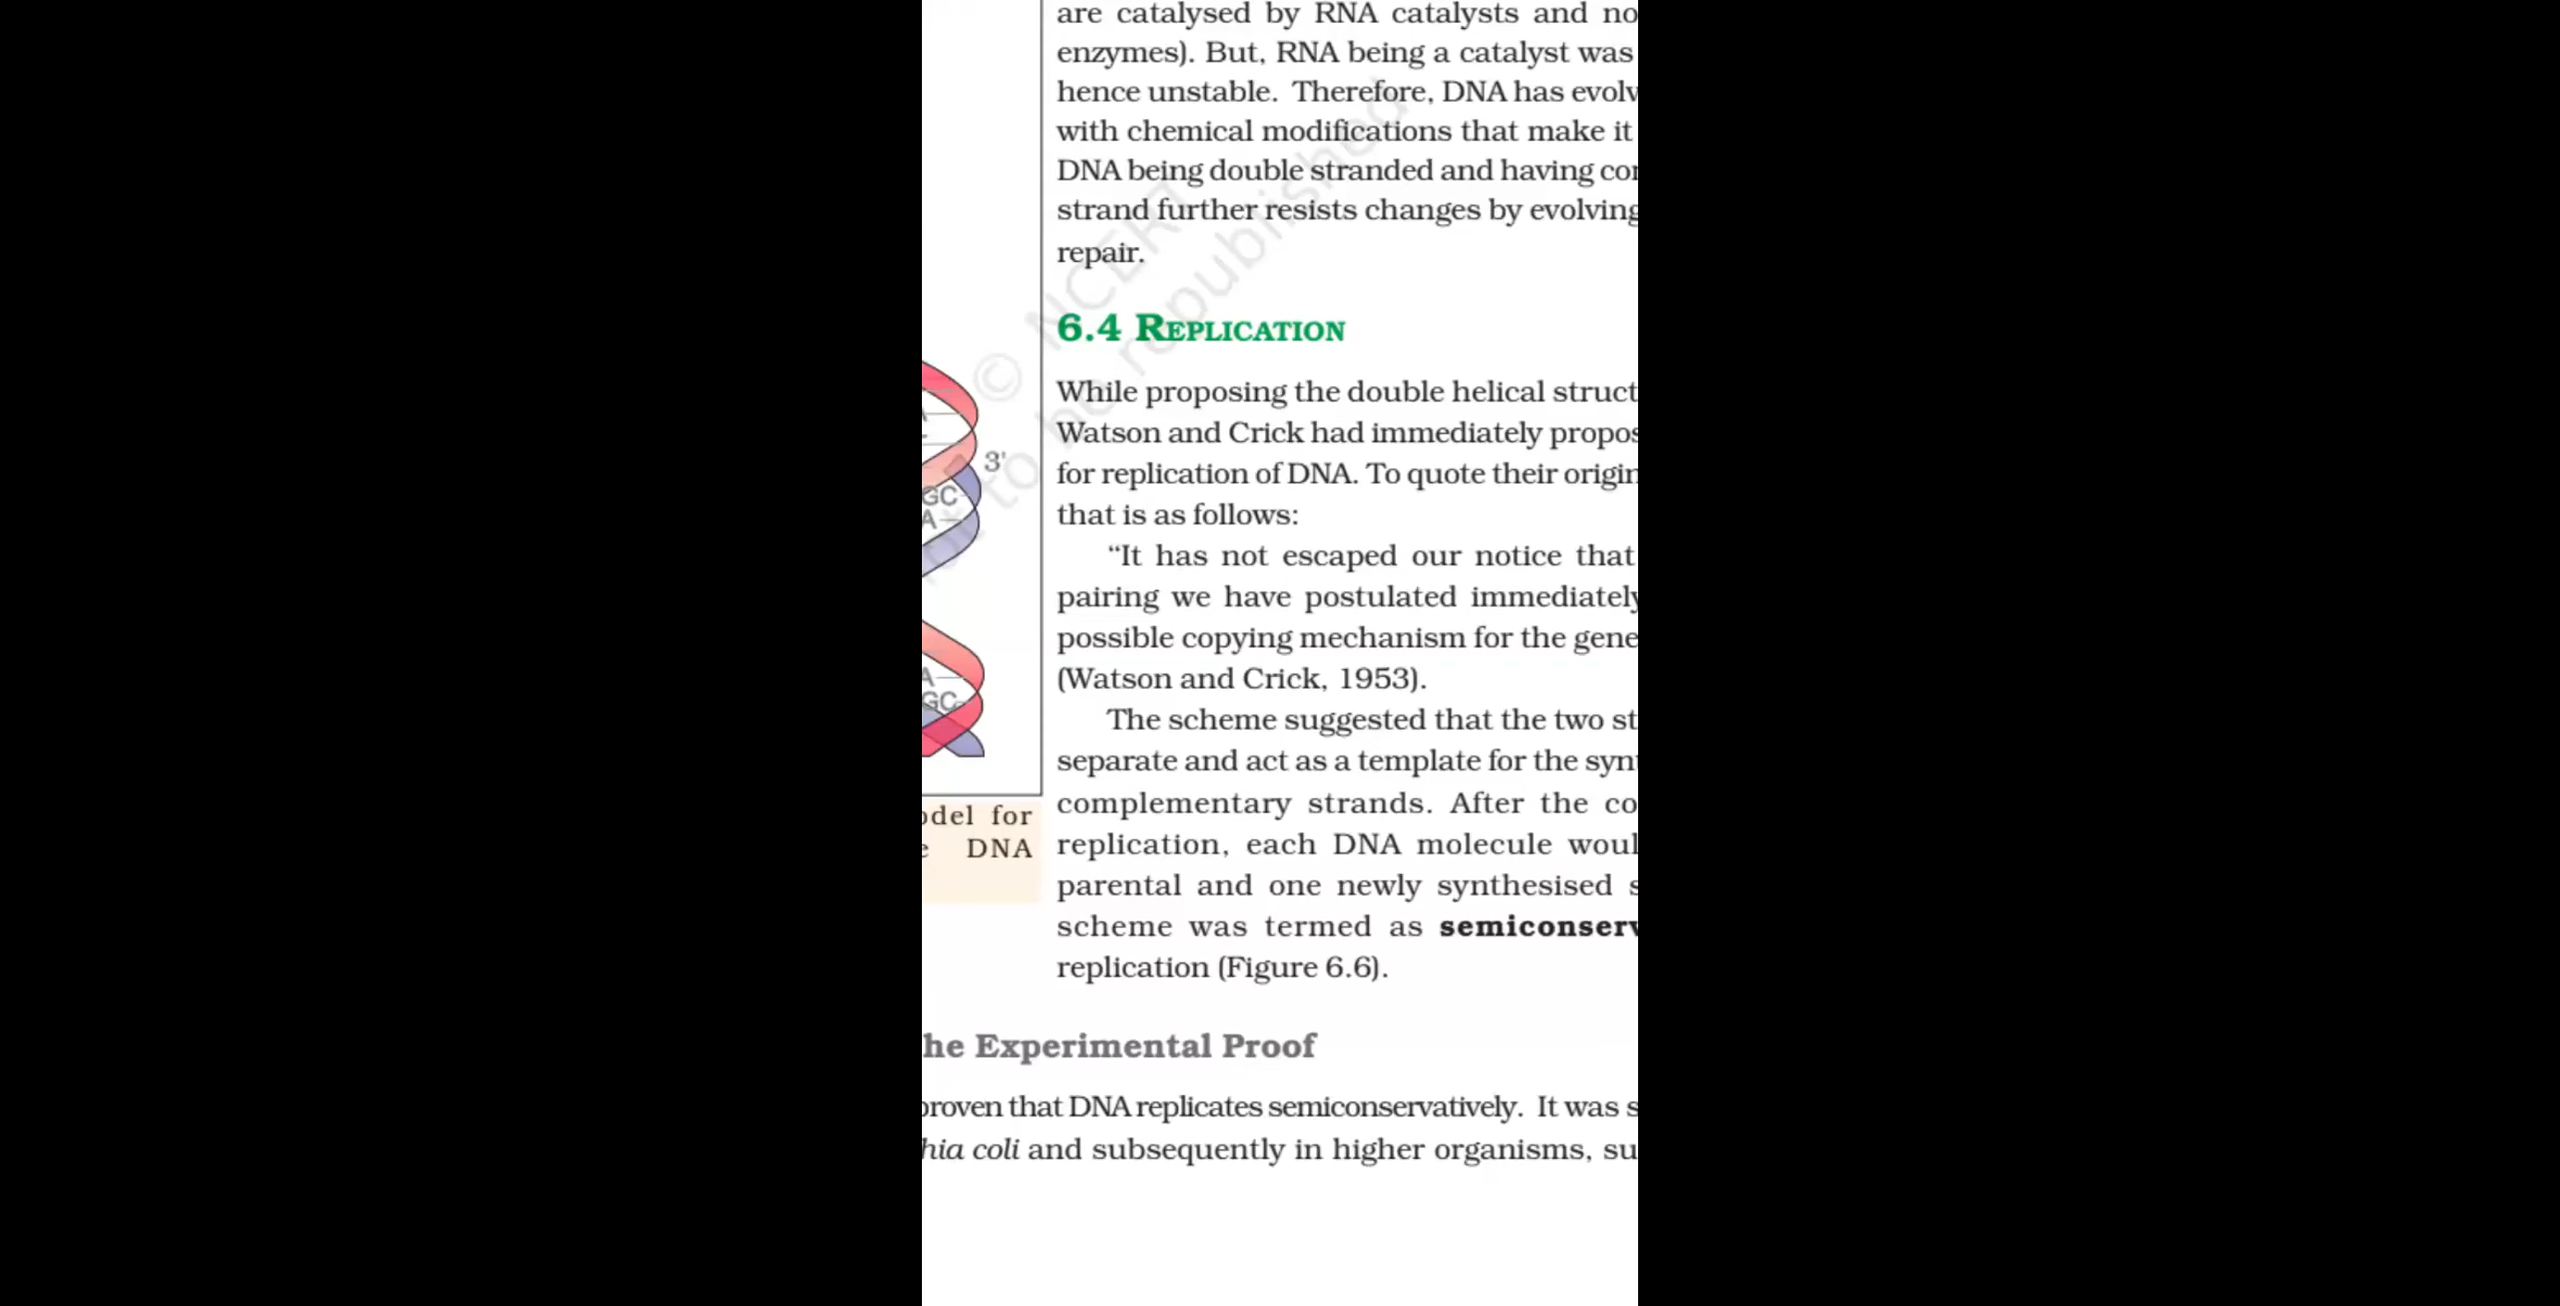 are catalysed by RNA catalysts and no
enzymes). But, RNA being a catalyst was
hence unstable. Therefore, DNA has evolv
with chemical modifications that make it
DNA being double stranded and having cor
strand further resists changes by evolving
repair.
© NCERT
to be republished
6.4 REPLICATION
While proposing the double helical struct
Watson and Crick had immediately propos
for replication of DNA. To quote their origin
that is as follows:
“It has not escaped our notice that
pairing we have postulated immediately
possible copying mechanism for the gene
(Watson and Crick, 1953).
The scheme suggested that the two st
separate and act as a template for the syn
complementary strands. After the co
replication, each DNA molecule woul
parental and one newly synthesised s
scheme was termed as semiconserv
replication (Figure 6.6).
3'
GC
A
A
GC
odel for
e DNA
he Experimental Proof
proven that DNA replicates semiconservatively. It was s
hia coli and subsequently in higher organisms, su